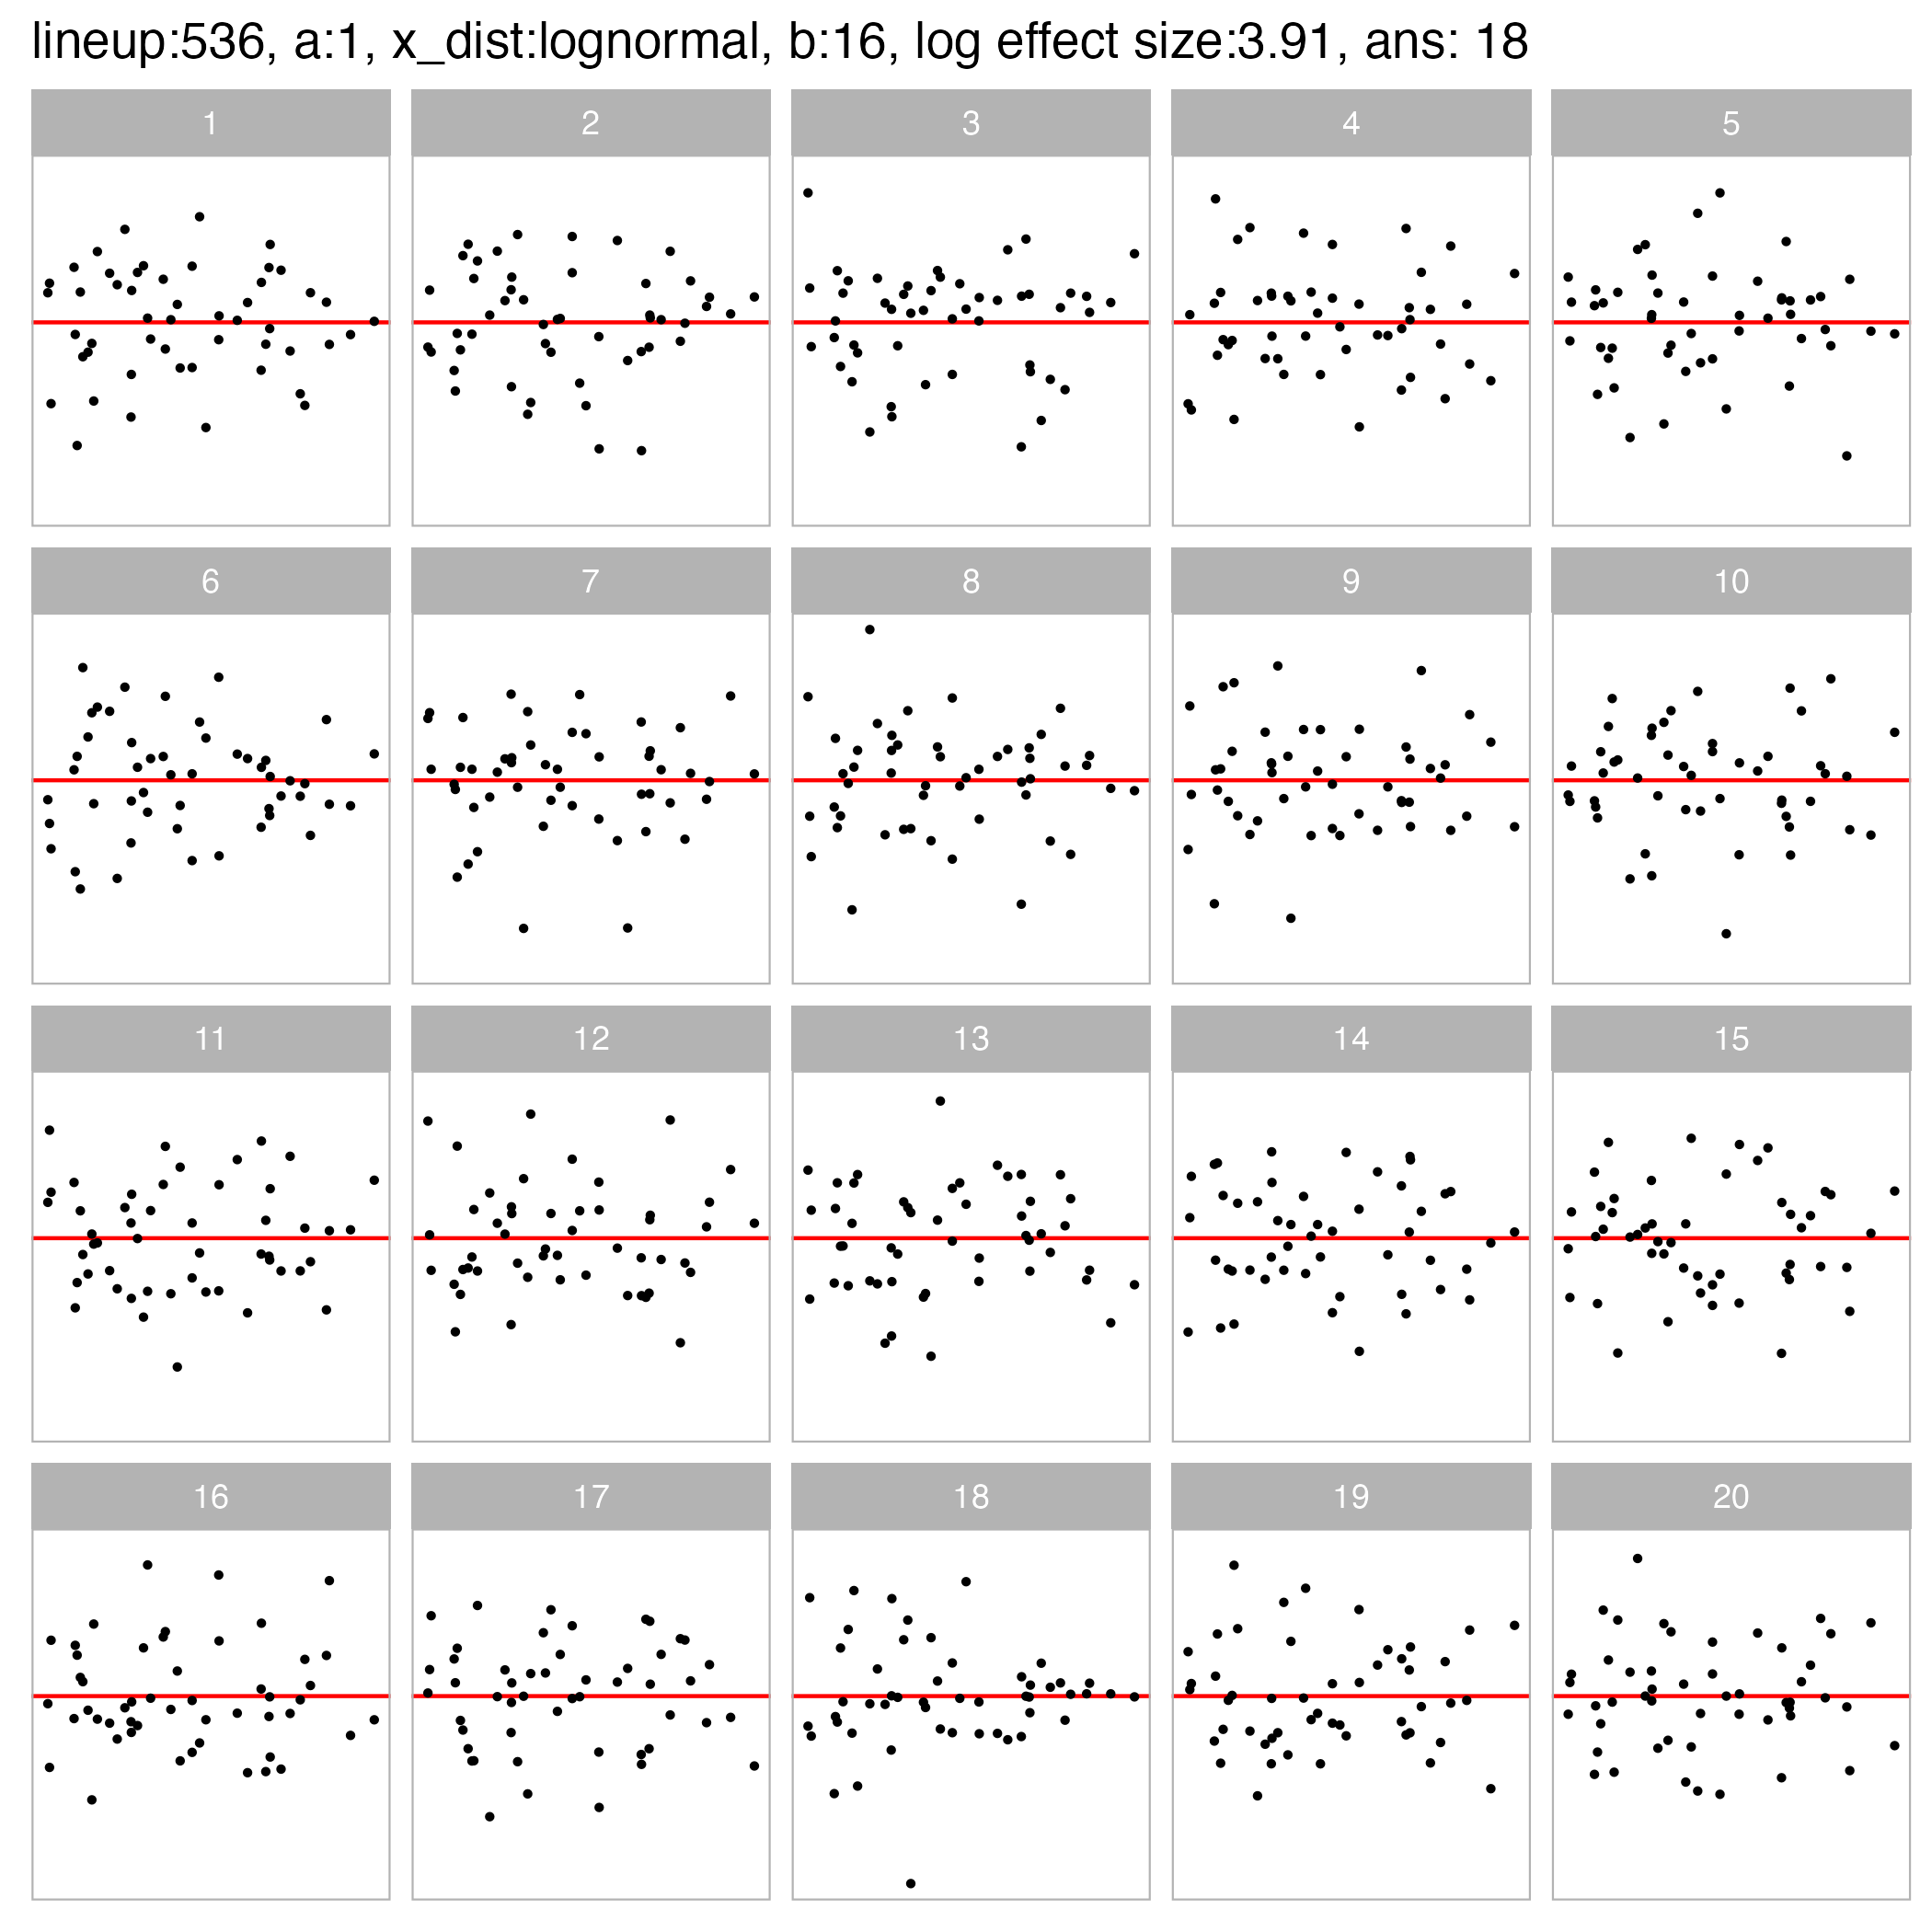 lineup:536, a:1, x_dist:lognormal, b:16, log effect size:3.91, ans: 18
1 2 3 4 5
6 7 8 9 10
11 12 13 14 15
16 17 18 19 20